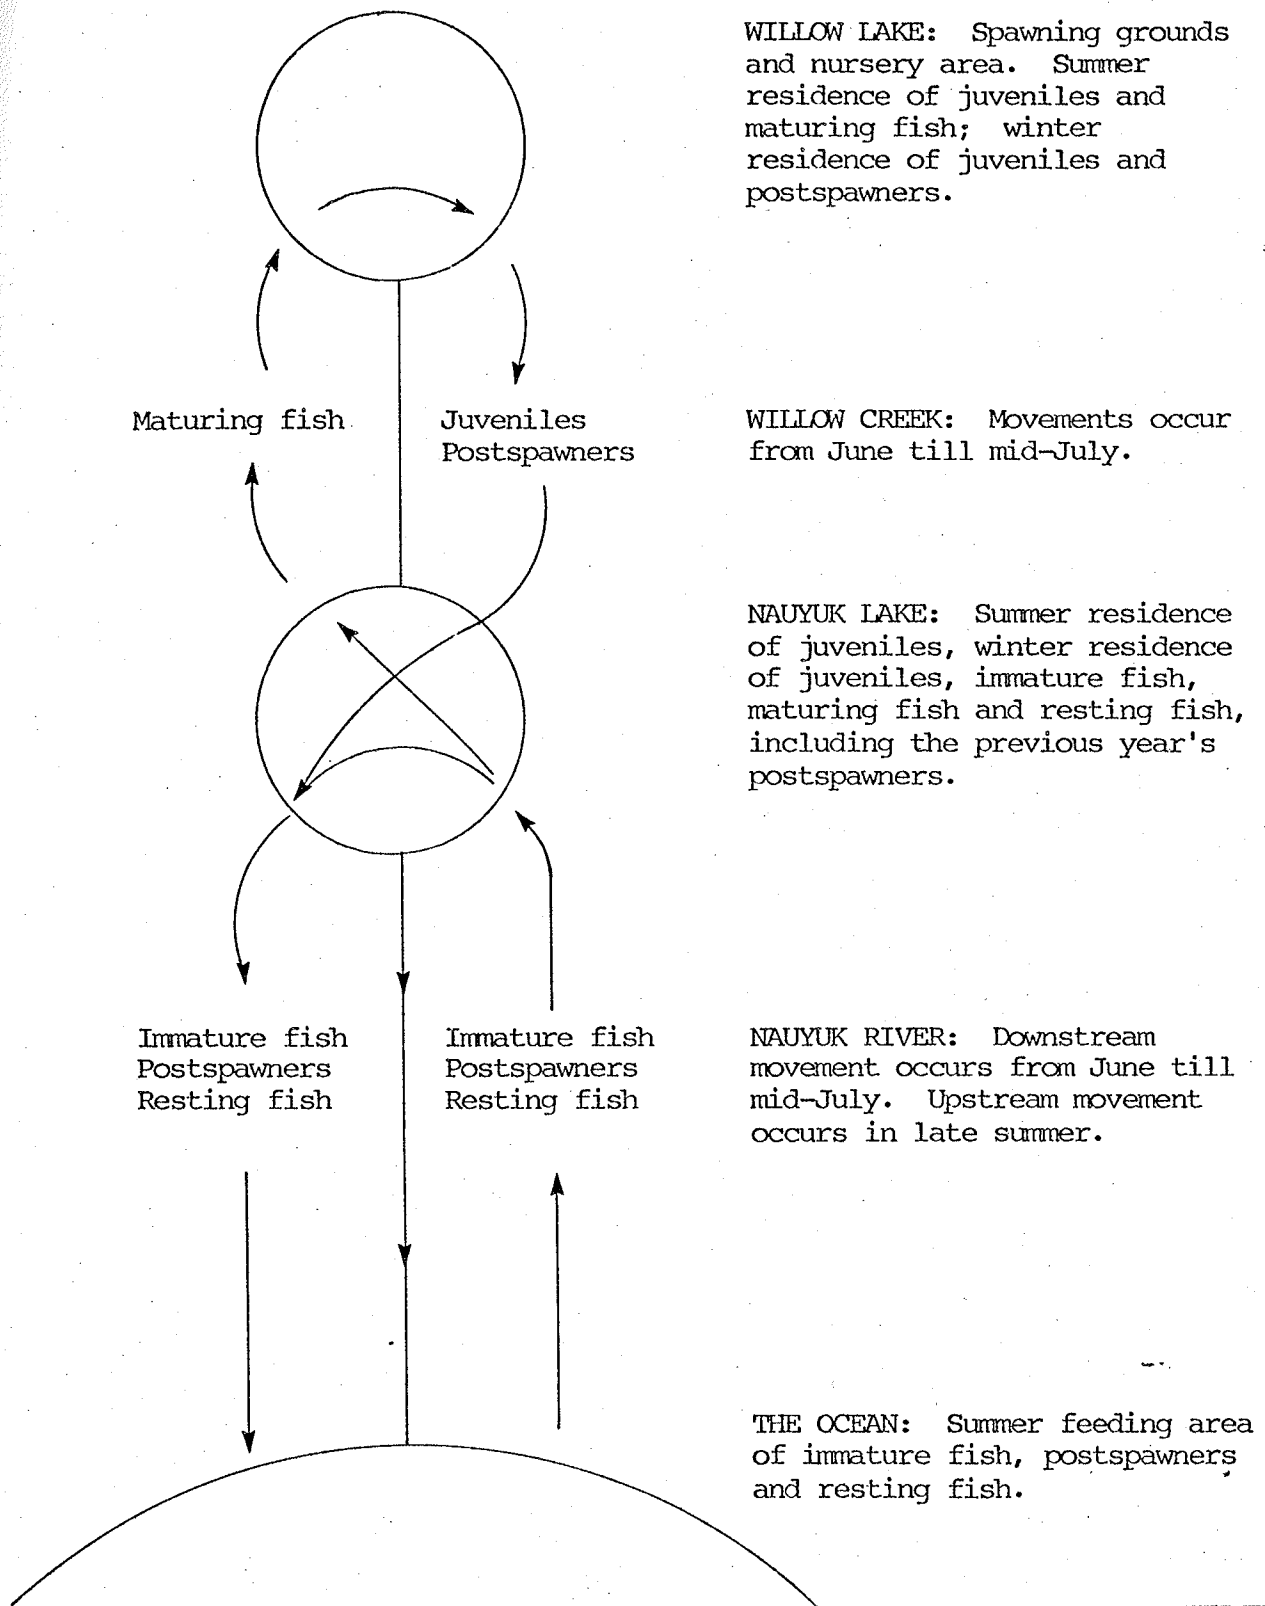 WILLOW LAKE: Spawning grounds
and nursery area. Summer
residence of juveniles and
maturing fish; winter
residence of juveniles and
postspawners.
Maturing fish
Juveniles
Postspawners
WILLOW CREEK: Movements occur
from June till mid-July.
NAUYUK LAKE: Summer residence
of juveniles, winter residence
of juveniles, immature fish,
maturing fish and resting fish,
including the previous year's
postspawners.
Immature fish
Postspawners
Resting fish
Immature fish
Postspawners
Resting fish
NAUYUK RIVER: Downstream
movement occurs from June till
mid-July. Upstream movement
occurs in late summer.
THE OCEAN: Summer feeding area
of immature fish, postspawners
and resting fish.